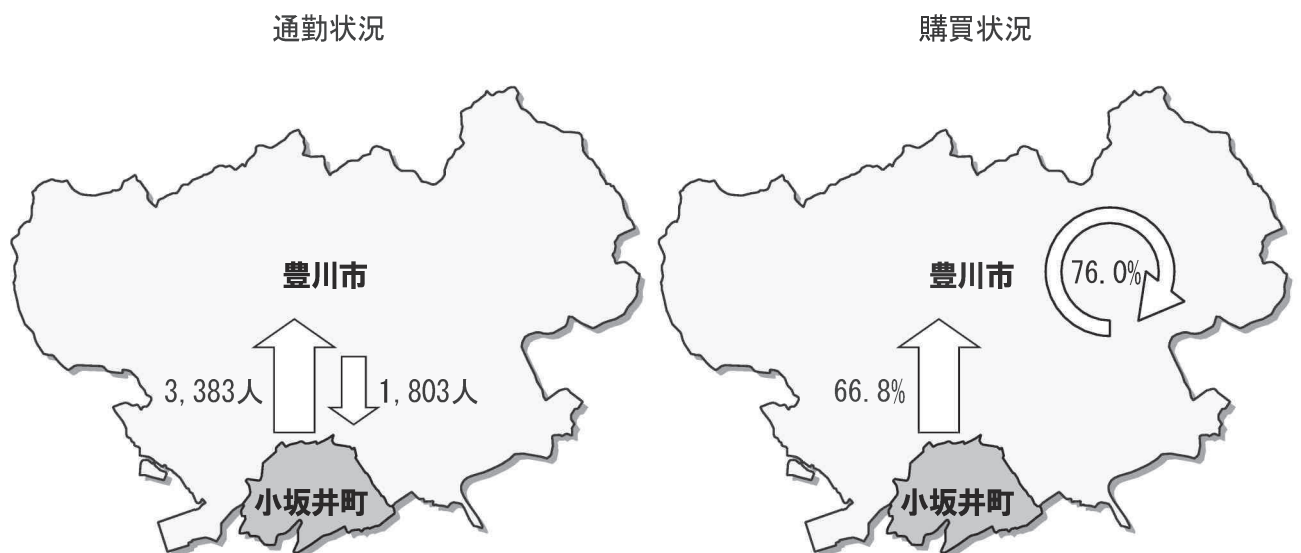 通勤状況
豊川市
3,383人
1,803人
小坂井町
購買状況
豊川市
76.0%
66.8%
小坂井町